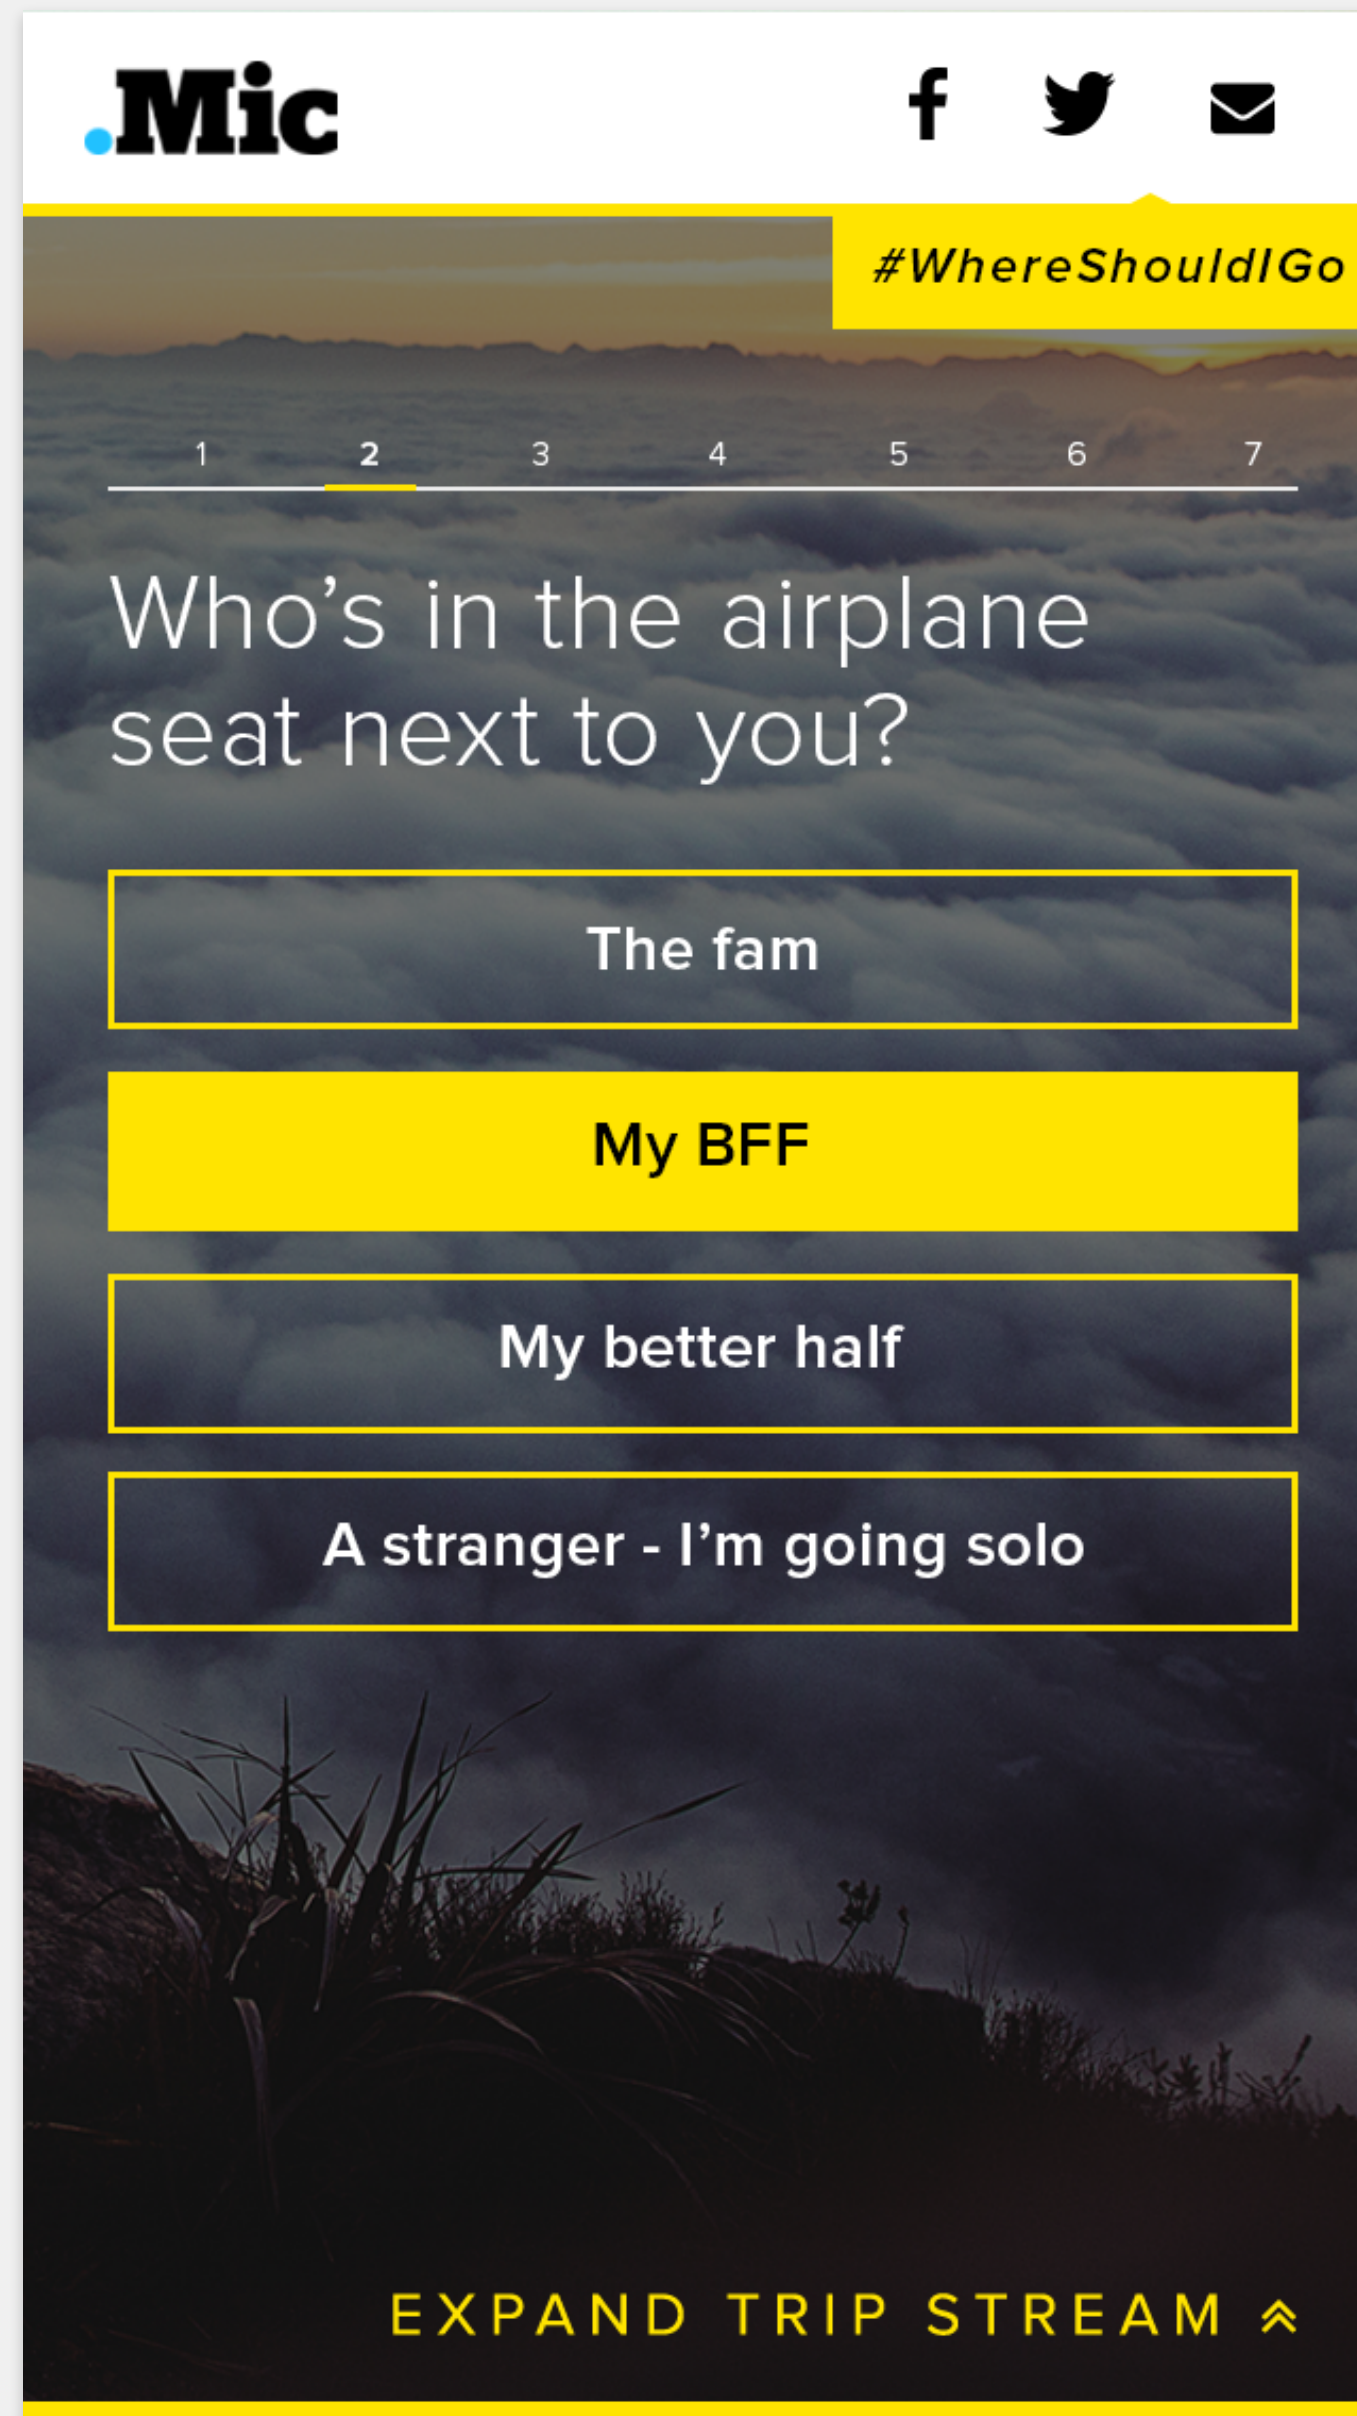 .Mic
#WhereShouldIGo
1 2 3 4 5 6 7
Who’s in the airplane
seat next to you?
The fam
My BFF
My better half
A stranger - I’m going solo
EXPAND TRIP STREAM